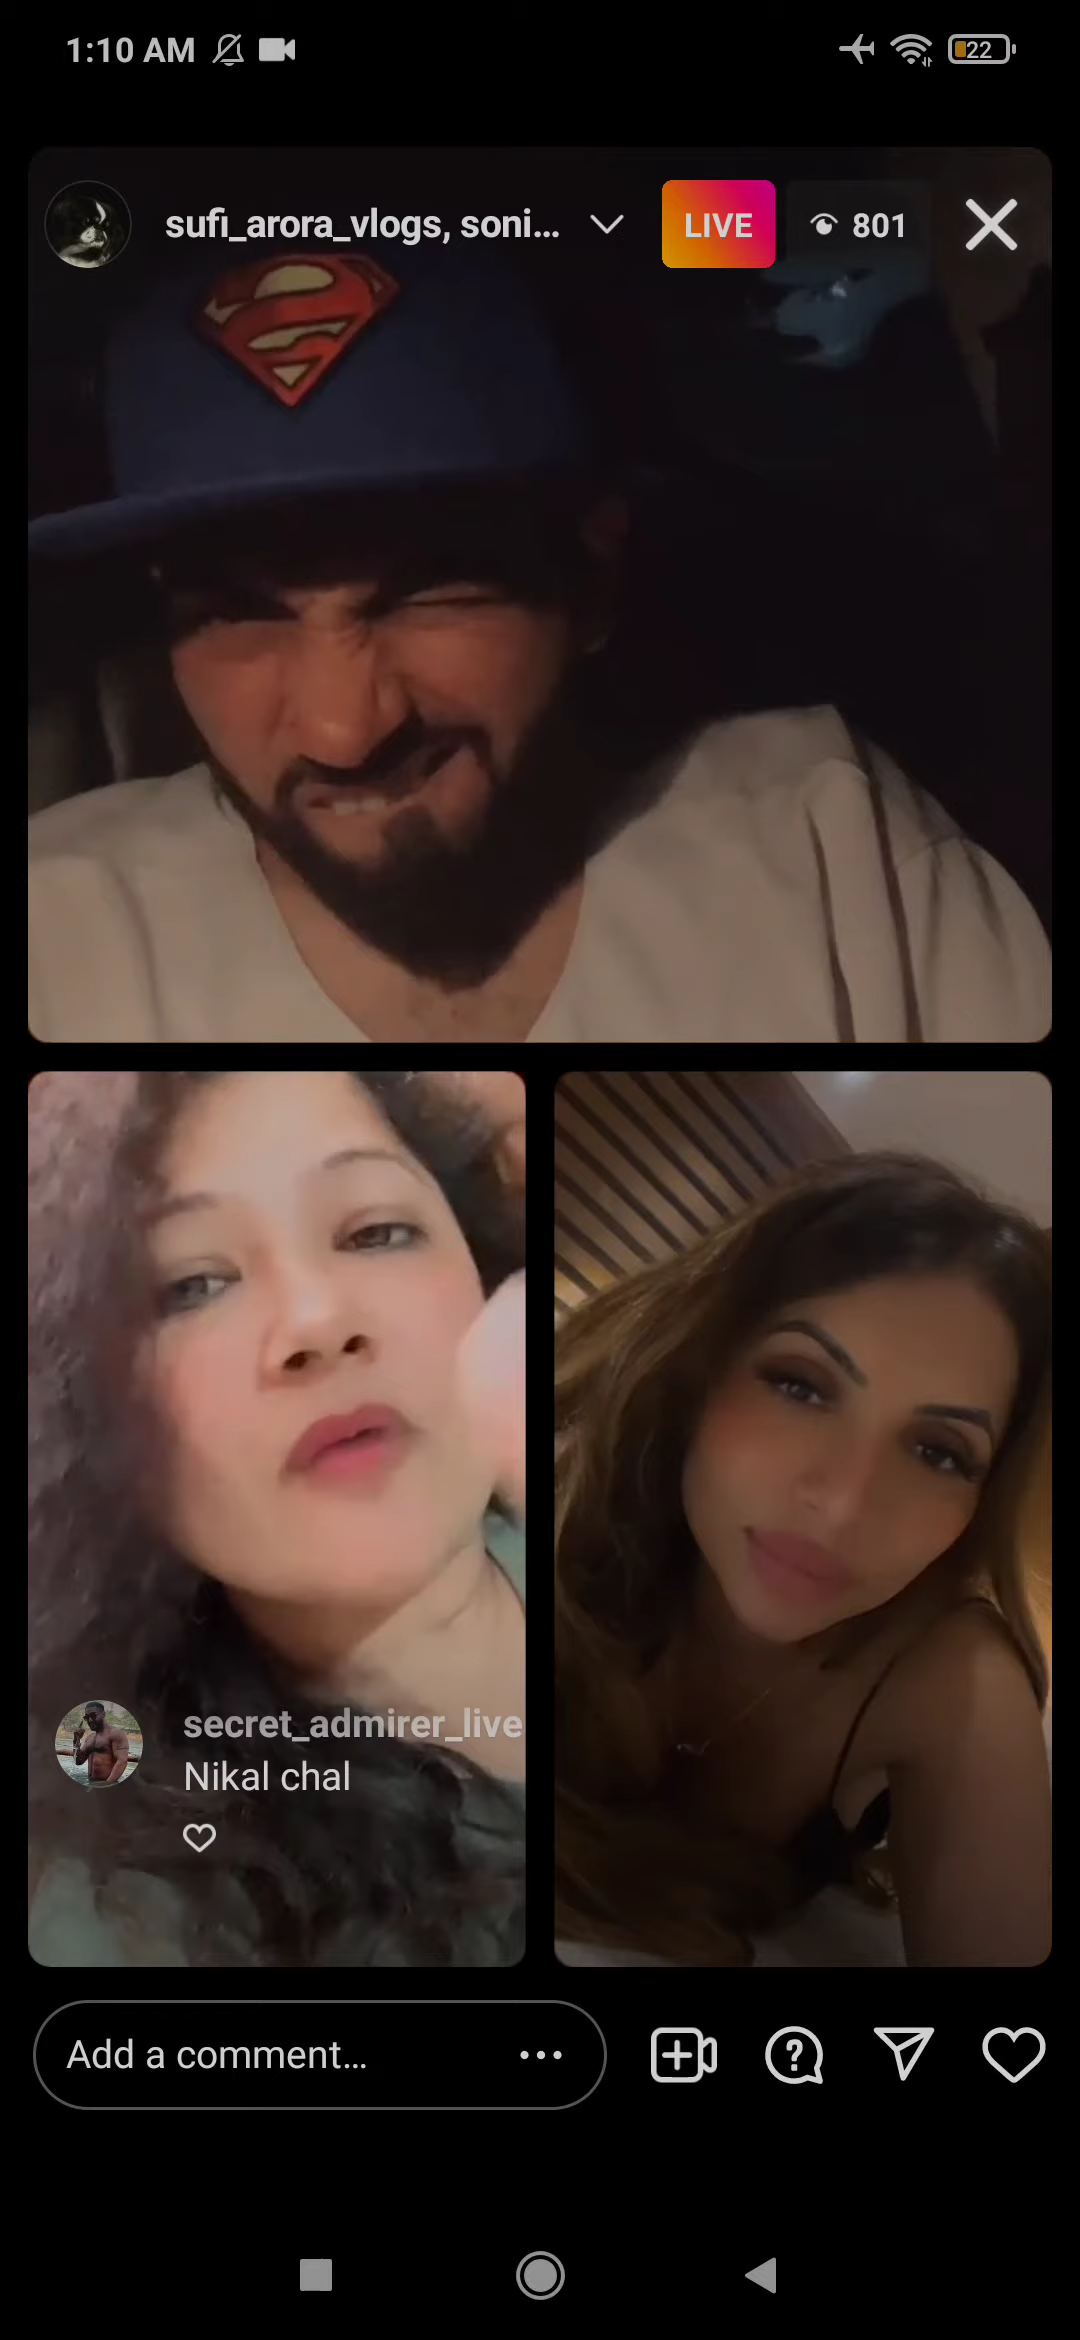 1:10 AM 22
sufi_arora_vlogs, soni... LIVE 801
secret_admirer_live
Nikal chal
Add a comment...